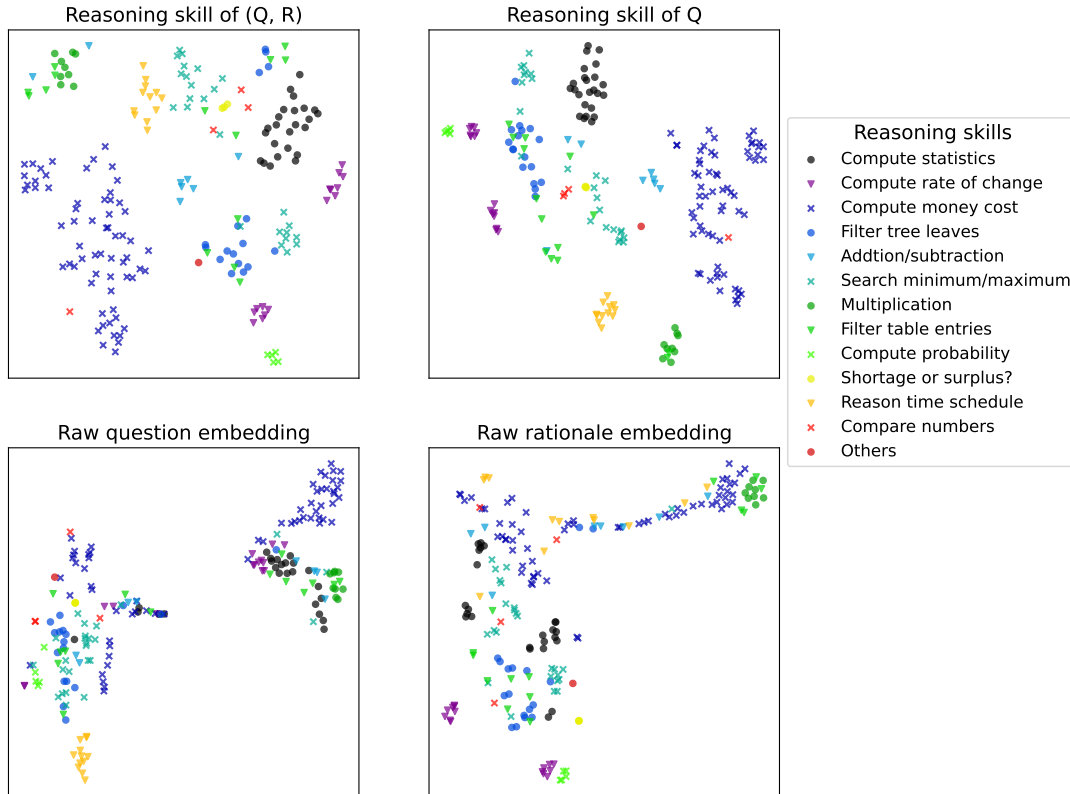 Reasoning skill of (Q, R)
Reasoning skill of Q
Reasoning skills
Compute statistics
Compute rate of change
Compute money cost
Filter tree leaves
Addtion/subtraction
Search minimum/maximum
Multiplication
Filter table entries
Compute probability
Shortage or surplus?
Reason time schedule
Compare numbers
Others
Raw question embedding
Raw rationale embedding